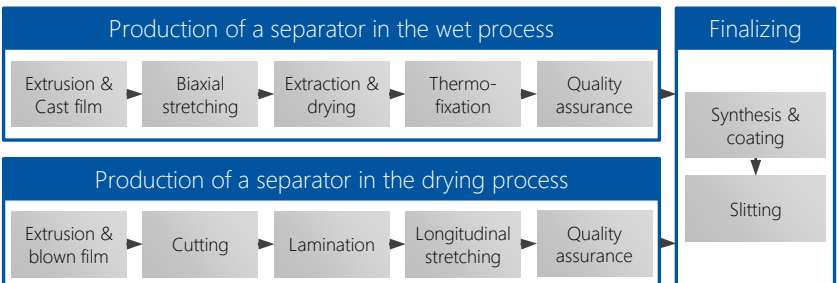 Production of a separator in the wet process
Extrusion &
Cast film
Biaxial
stretching
Extraction &
drying
Thermo-
fixation
Quality
assurance
Production of a separator in the drying process
Extrusion &
blown film
Cutting
Lamination
Longitudinal
stretching
Quality
assurance
Finalizing
Synthesis &
coating
Slitting